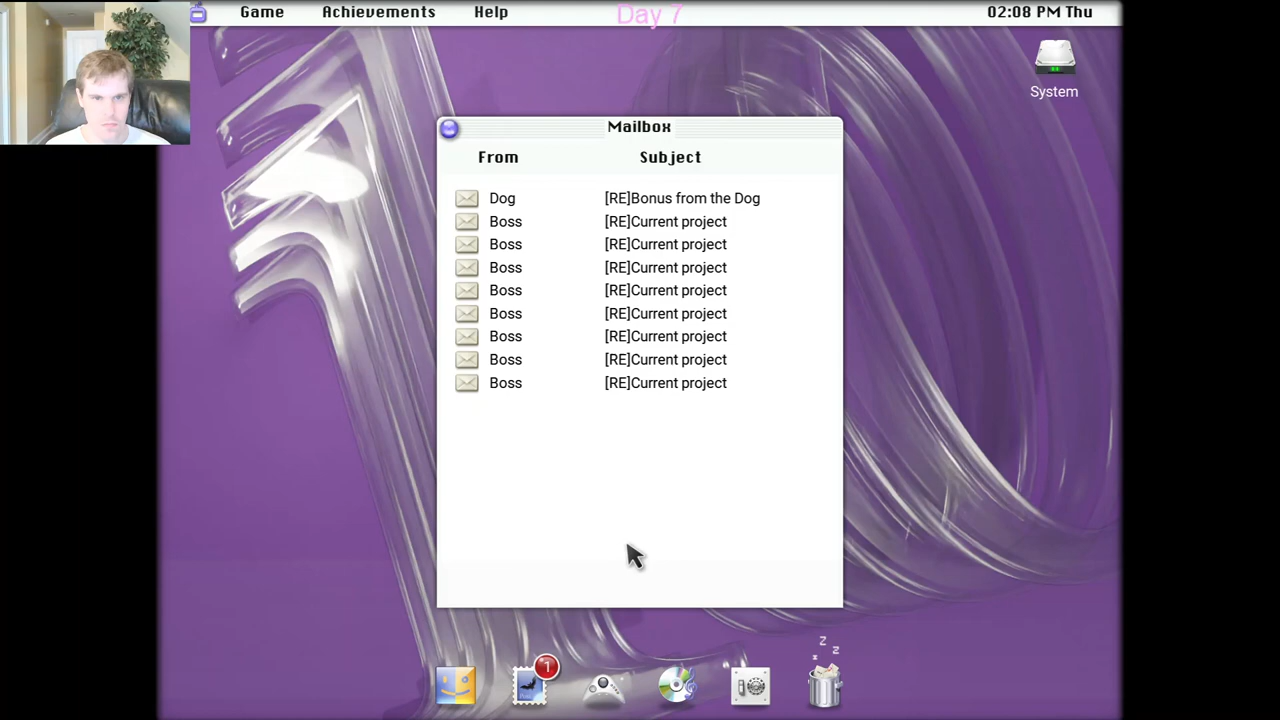 Game Achievements Help Day 7 02:08 PM Thu
System
Mailbox
From Subject
Dog [RE]Bonus from the Dog
Boss [RE]Current project
Boss [RE]Current project
Boss [RE]Current project
Boss [RE]Current project
Boss [RE]Current project
Boss [RE]Current project
Boss [RE]Current project
Boss [RE]Current project
z
z
z
1